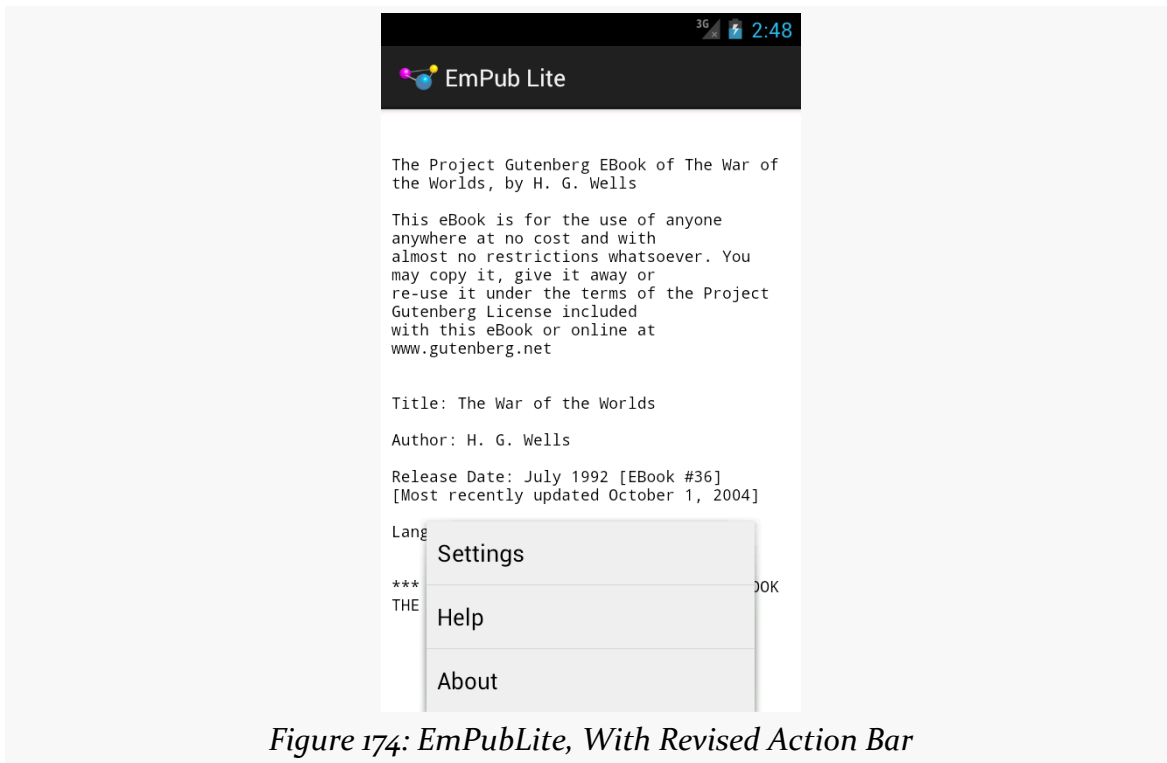 3G
2:48
EmPub Lite
The Project Gutenberg EBook of The War of
the Worlds, by H. G. Wells
This eBook is for the use of anyone
anywhere at no cost and with
almost no restrictions whatsoever. You
may copy it, give it away or
re-use it under the terms of the Project
Gutenberg License included
with this eBook or online at
www.gutenberg.net
Title: The War of the Worlds
Author: H. G. Wells
Release Date: July 1992 [EBook #36]
[Most recently updated October 1, 2004]
Lang
Settings
*** OOK
THE
Help
About
Figure 174: EmPubLite, With Revised Action Bar